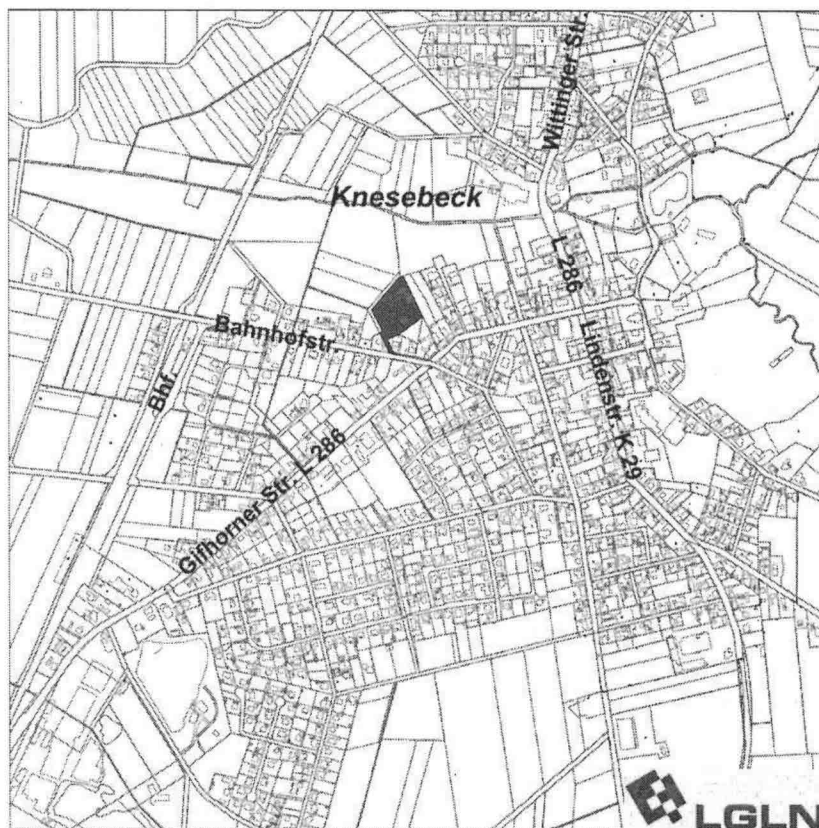 Wittinger Str.
Knesebeck
L 286
Bahnhofstr.
Lindenstr. K 29
Bhf.
Gifhorner Str. L 286
LGLN